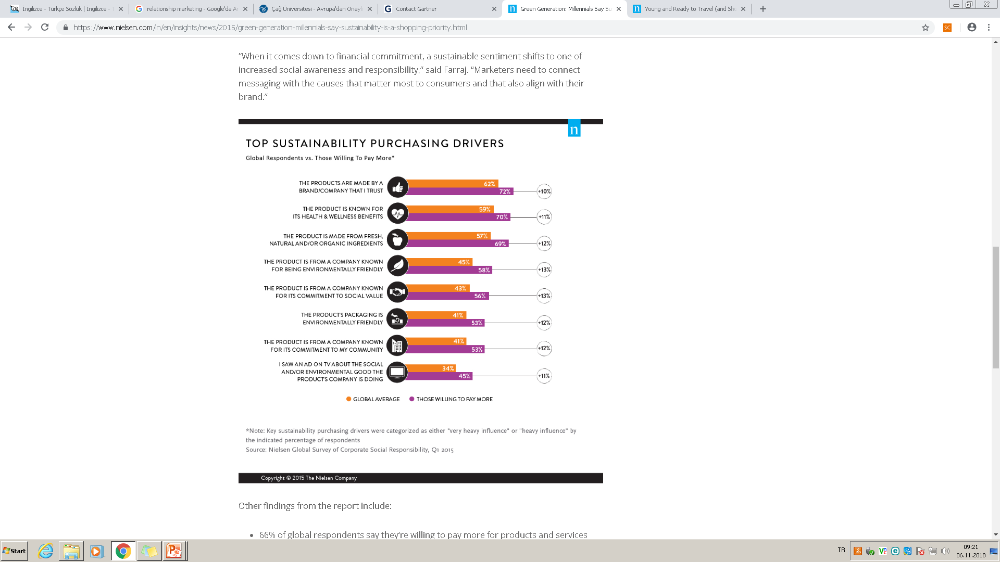 İngilizce - Türkçe Sözlük | İngilizce - T
relationship marketing - Google'da Ar
Çağ Üniversitesi - Avrupa'dan Onaylı
Contact Gartner
Green Generation: Millennials Say Su
Young and Ready to Travel (and Sho
https://www.nielsen.com/in/en/insights/news/2015/green-generation-millennials-say-sustainability-is-a-shopping-priority.html
SC
“When it comes down to financial commitment, a sustainable sentiment shifts to one of
increased social awareness and responsibility,” said Farraj. “Marketers need to connect
messaging with the causes that matter most to consumers and that also align with their
brand.”
n
TOP SUSTAINABILITY PURCHASING DRIVERS
Global Respondents vs. Those Willing To Pay More*
THE PRODUCTS ARE MADE BY A
BRAND/COMPANY THAT I TRUST
62%
72%
+10%
THE PRODUCT IS KNOWN FOR
ITS HEALTH & WELLNESS BENEFITS
59%
70%
+11%
THE PRODUCT IS MADE FROM FRESH,
NATURAL AND/OR ORGANIC INGREDIENTS
57%
69%
+12%
THE PRODUCT IS FROM A COMPANY KNOWN
FOR BEING ENVIRONMENTALLY FRIENDLY
45%
58%
+13%
THE PRODUCT IS FROM A COMPANY KNOWN
FOR ITS COMMITMENT TO SOCIAL VALUE
43%
56%
+13%
THE PRODUCT'S PACKAGING IS
ENVIRONMENTALLY FRIENDLY
41%
53%
+12%
THE PRODUCT IS FROM A COMPANY KNOWN
FOR ITS COMMITMENT TO MY COMMUNITY
41%
53%
+12%
I SAW AN AD ON TV ABOUT THE SOCIAL
AND/OR ENVIRONMENTAL GOOD THE
PRODUCT'S COMPANY IS DOING
34%
45%
+11%
GLOBAL AVERAGE THOSE WILLING TO PAY MORE
*Note: Key sustainability purchasing drivers were categorized as either "very heavy influence" or "heavy influence" by
the indicated percentage of respondents
Source: Nielsen Global Survey of Corporate Social Responsibility, Q1 2015
Copyright © 2015 The Nielsen Company
Other findings from the report include:
• 66% of global respondents say they’re willing to pay more for products and services
Start
TR
09:21
06.11.2018